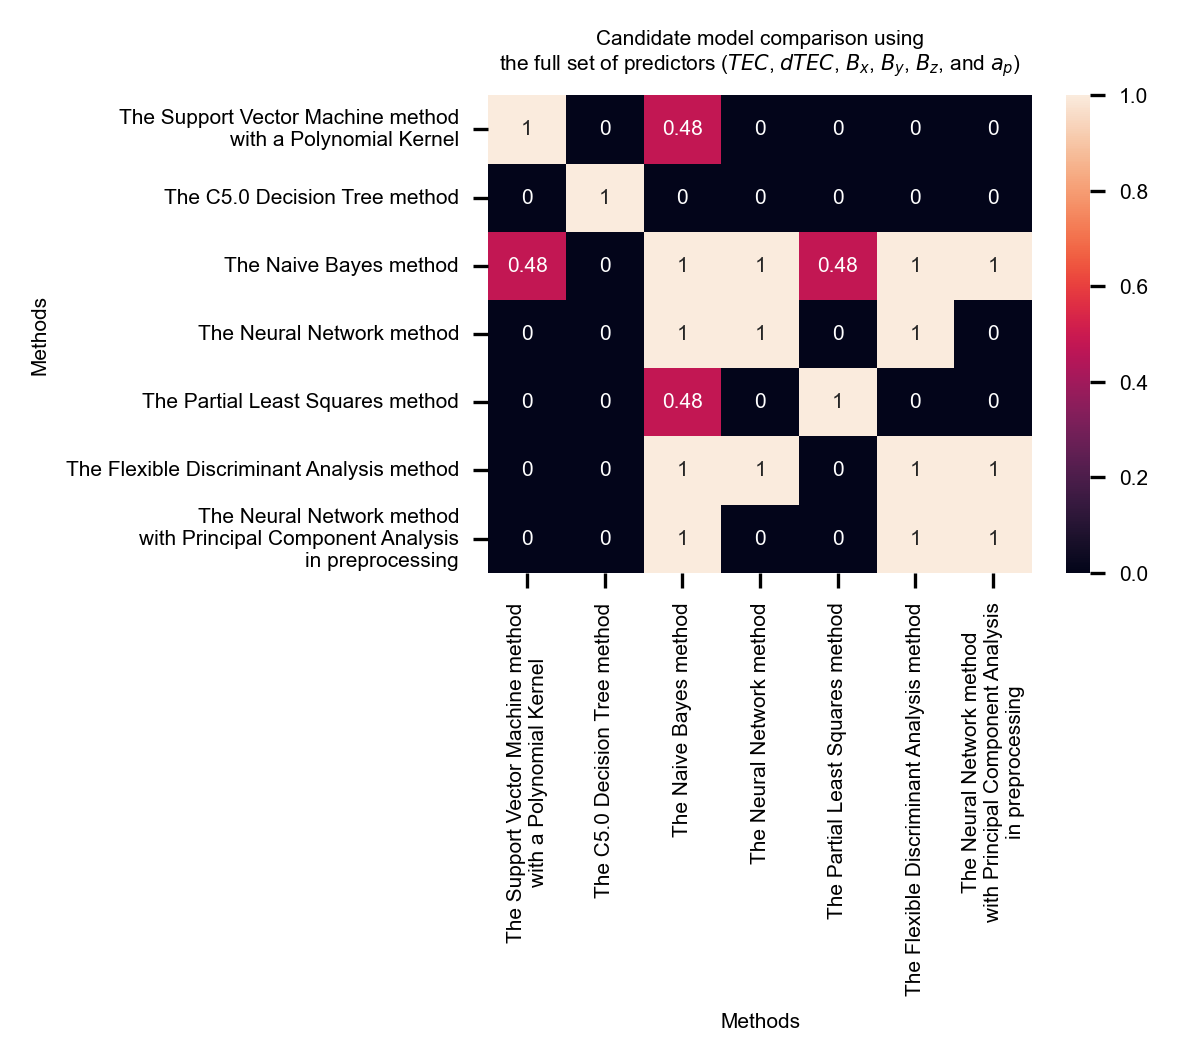 Candidate model comparison using
the full set of predictors (TEC, dTEC, Bx, By, Bz, and ap)
Methods
The Support Vector Machine method
with a Polynomial Kernel
1 0 0.48 0 0 0 0
The C5.0 Decision Tree method
0 1 0 0 0 0 0
The Naive Bayes method
0.48 0 1 1 0.48 1 1
The Neural Network method
0 0 1 1 0 1 0
The Partial Least Squares method
0 0 0.48 0 1 0 0
The Flexible Discriminant Analysis method
0 0 1 1 0 1 1
The Neural Network method
with Principal Component Analysis
in preprocessing
0 0 1 0 0 1 1
1.0
0.8
0.6
0.4
0.2
0.0
The Support Vector Machine method
with a Polynomial Kernel
The C5.0 Decision Tree method
The Naive Bayes method
The Neural Network method
The Partial Least Squares method
The Flexible Discriminant Analysis method
The Neural Network method
with Principal Component Analysis
in preprocessing
Methods